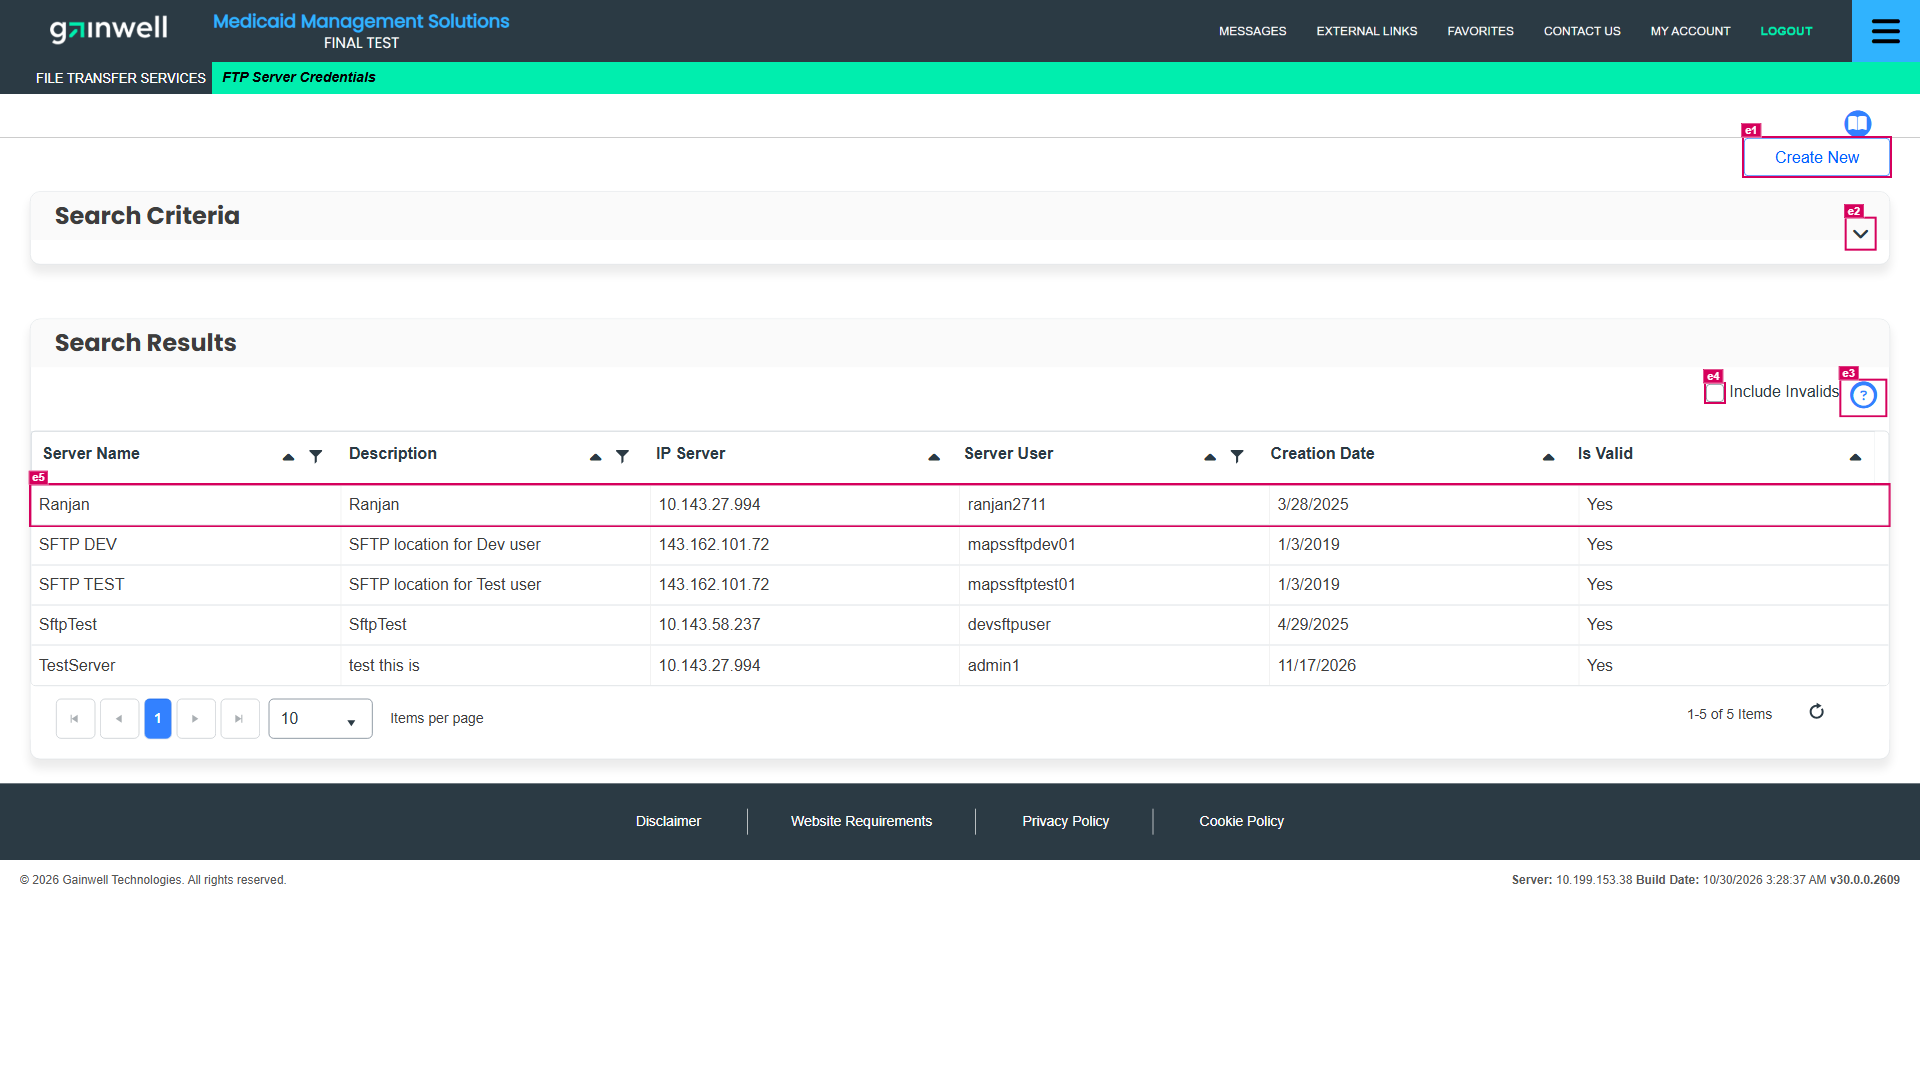 gainwell
Medicaid Management Solutions
FINAL TEST
MESSAGES EXTERNAL LINKS FAVORITES CONTACT US MY ACCOUNT LOGOUT
FILE TRANSFER SERVICES FTP Server Credentials
e1
Create New
Search Criteria
e2
Search Results
e4 Include Invalids e3 ?
Server Name Description IP Server Server User Creation Date Is Valid
e5
Ranjan Ranjan 10.143.27.994 ranjan2711 3/28/2025 Yes
SFTP DEV SFTP location for Dev user 143.162.101.72 mapssftpdev01 1/3/2019 Yes
SFTP TEST SFTP location for Test user 143.162.101.72 mapssftptest01 1/3/2019 Yes
SftpTest SftpTest 10.143.58.237 devsftpuser 4/29/2025 Yes
TestServer test this is 10.143.27.994 admin1 11/17/2026 Yes
1 10 Items per page 1-5 of 5 Items
Disclaimer Website Requirements Privacy Policy Cookie Policy
© 2026 Gainwell Technologies. All rights reserved. Server: 10.199.153.38 Build Date: 10/30/2026 3:28:37 AM v30.0.0.2609